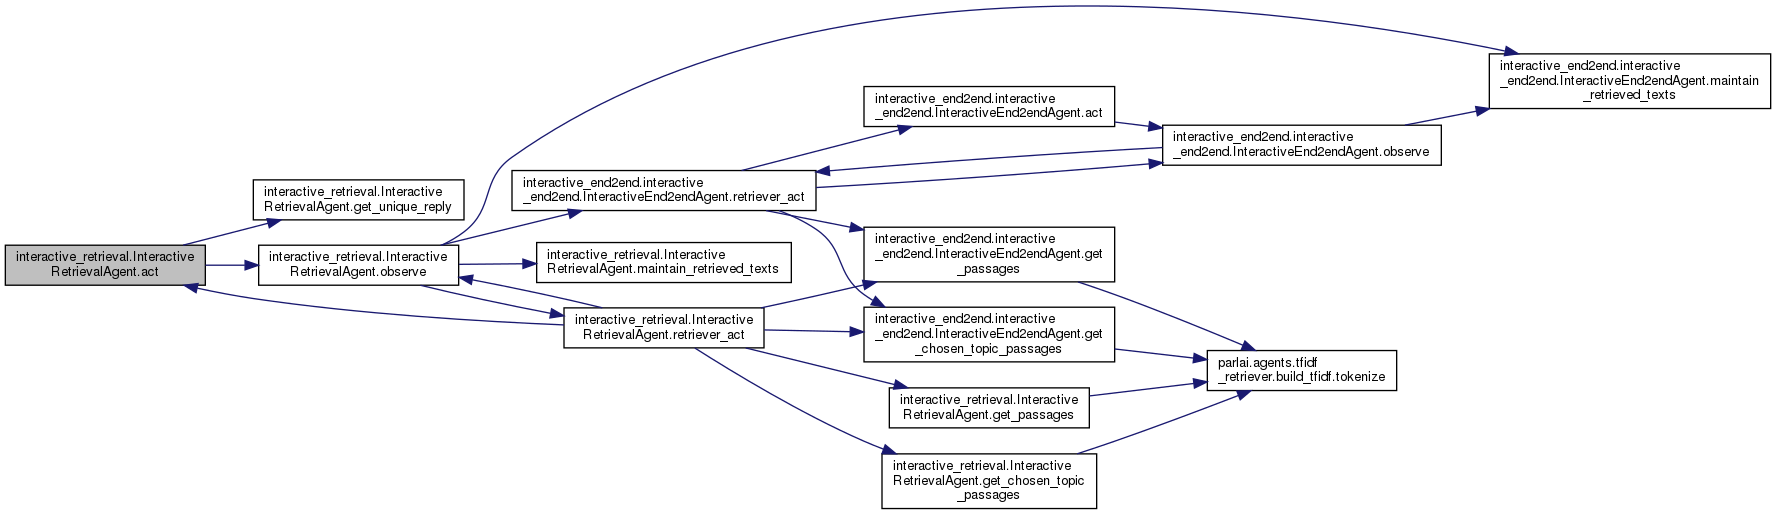 interactive_retrieval.Interactive
RetrievalAgent.act
interactive_retrieval.Interactive
RetrievalAgent.get_unique_reply
interactive_retrieval.Interactive
RetrievalAgent.observe
interactive_end2end.interactive
_end2end.InteractiveEnd2endAgent.retriever_act
interactive_retrieval.Interactive
RetrievalAgent.maintain_retrieved_texts
interactive_retrieval.Interactive
RetrievalAgent.retriever_act
interactive_end2end.interactive
_end2end.InteractiveEnd2endAgent.act
interactive_end2end.interactive
_end2end.InteractiveEnd2endAgent.get
_passages
interactive_end2end.interactive
_end2end.InteractiveEnd2endAgent.get
_chosen_topic_passages
interactive_retrieval.Interactive
RetrievalAgent.get_passages
interactive_retrieval.Interactive
RetrievalAgent.get_chosen_topic
_passages
interactive_end2end.interactive
_end2end.InteractiveEnd2endAgent.observe
parlai.agents.tfidf
_retriever.build_tfidf.tokenize
interactive_end2end.interactive
_end2end.InteractiveEnd2endAgent.maintain
_retrieved_texts